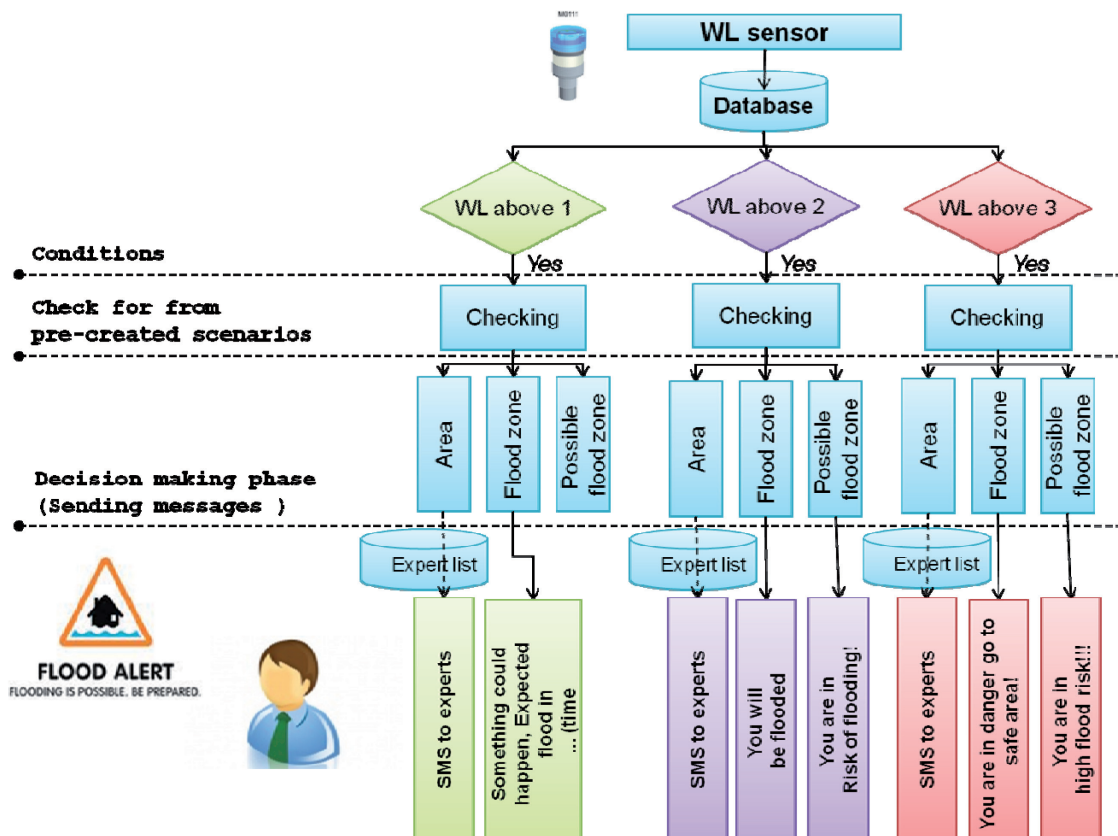 M0111
WL sensor
Database
WL above 1
WL above 2
WL above 3
Conditions
Yes
Yes
Yes
Check for from
pre-created scenarios
Checking
Checking
Checking
Decision making phase
(Sending messages )
Area
Flood zone
Possible
flood zone
Area
Flood zone
Possible
flood zone
Area
Flood zone
Possible
flood zone
Expert list
Expert list
Expert list
FLOOD ALERT
FLOODING IS POSSIBLE. BE PREPARED.
SMS to experts
Something could
happen, Expected
flood in
... (time
SMS to experts
You will
be flooded
You are in
Risk of flooding!
SMS to experts
You are in danger go to
safe area!
You are in
high flood risk!!!